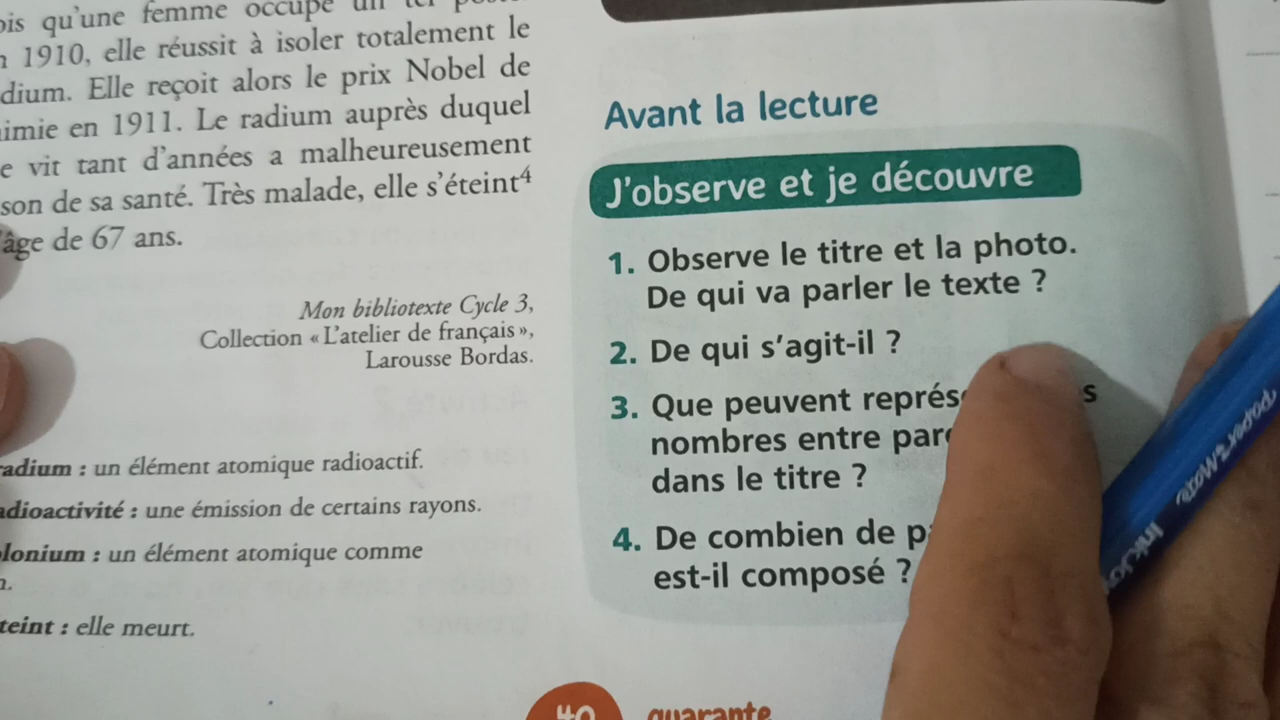 qu'une femme occupe un
1910, elle réussit à isoler totalement le
dium. Elle reçoit alors le prix Nobel de
imie en 1911. Le radium auprès duquel
e vit tant d'années a malheureusement
son de sa santé. Très malade, elle s'éteint4
âge de 67 ans.
Mon bibliotexte Cycle 3,
Collection « L'atelier de français »,
Larousse Bordas.
adium : un élément atomique radioactif.
adioactivité : une émission de certains rayons.
lonium : un élément atomique comme
teint : elle meurt.
Avant la lecture
J'observe et je découvre
1. Observe le titre et la photo.
De qui va parler le texte ?
2. De qui s'agit-il ?
3. Que peuvent représ s
nombres entre par
dans le titre ?
4. De combien de p
est-il composé ?
40 quarante